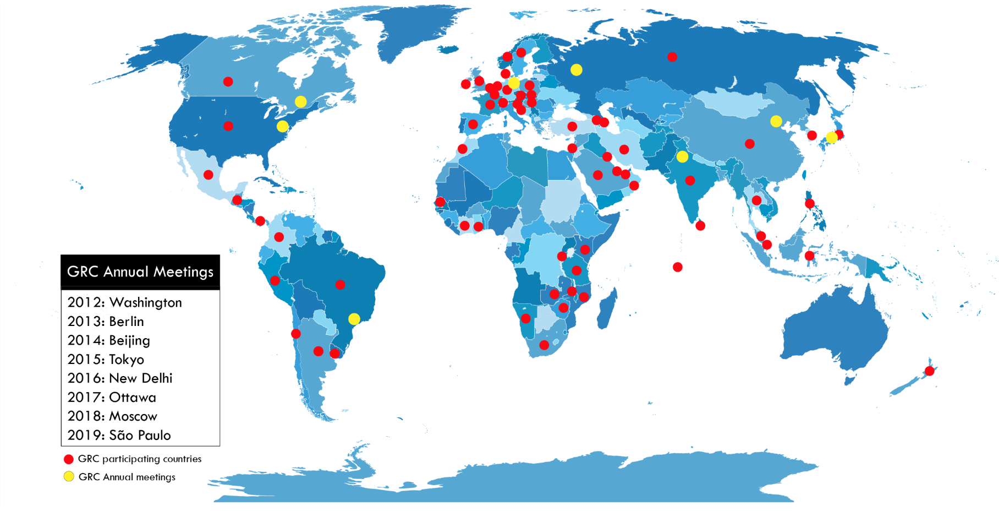 GRC Annual Meetings
2012: Washington
2013: Berlin
2014: Beijing
2015: Tokyo
2016: New Delhi
2017: Ottawa
2018: Moscow
2019: São Paulo
GRC participating countries
GRC Annual meetings